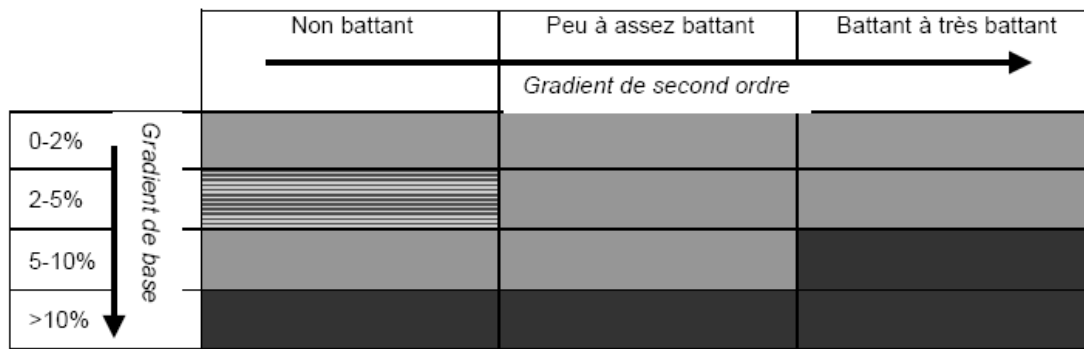 Non battant Peu à assez battant Battant à très battant
Gradient de second ordre
Gradient de base
0-2%
2-5%
5-10%
>10%